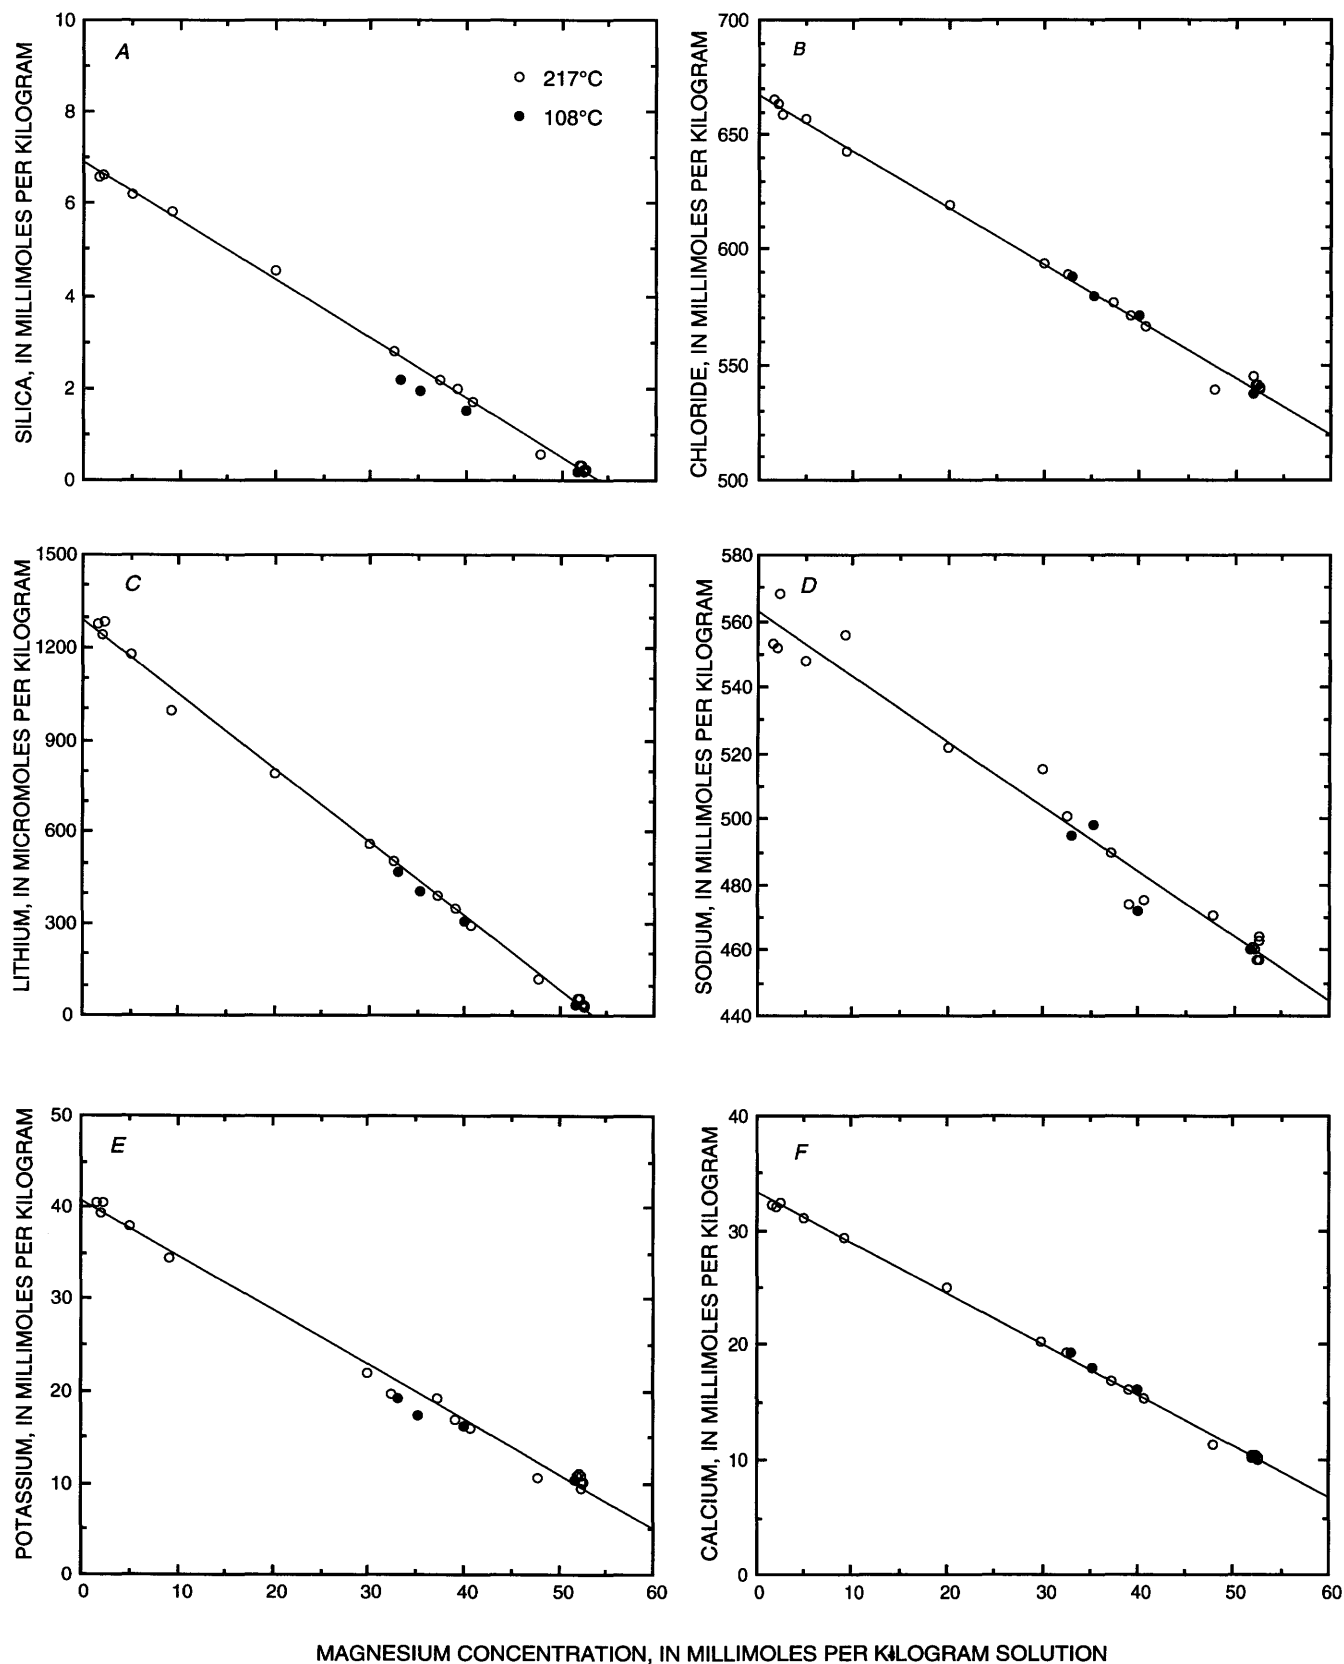 A
217°C
108°C
10
8
6
4
2
0
SILICA, IN MILLIMOLES PER KILOGRAM
B
700
650
600
550
500
CHLORIDE, IN MILLIMOLES PER KILOGRAM
C
1500
1200
900
600
300
0
LITHIUM, IN MICROMOLES PER KILOGRAM
D
580
560
540
520
500
480
460
440
SODIUM, IN MILLIMOLES PER KILOGRAM
E
50
40
30
20
10
0
POTASSIUM, IN MILLIMOLES PER KILOGRAM
0 10 20 30 40 50 60
F
40
30
20
10
0
CALCIUM, IN MILLIMOLES PER KILOGRAM
0 10 20 30 40 50 60
MAGNESIUM CONCENTRATION, IN MILLIMOLES PER KILOGRAM SOLUTION